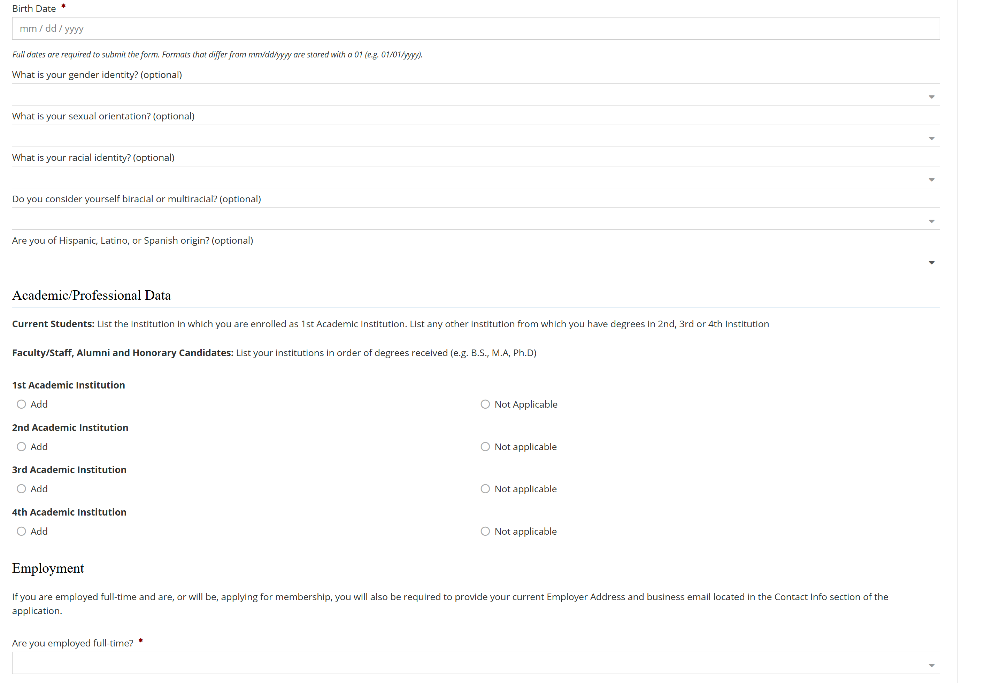 Birth Date *
mm / dd / yyyy
Full dates are required to submit the form. Formats that differ from mm/dd/yyyy are stored with a 01 (e.g. 01/01/yyyy).
What is your gender identity? (optional)
What is your sexual orientation? (optional)
What is your racial identity? (optional)
Do you consider yourself biracial or multiracial? (optional)
Are you of Hispanic, Latino, or Spanish origin? (optional)
Academic/Professional Data
Current Students: List the institution in which you are enrolled as 1st Academic Institution. List any other institution from which you have degrees in 2nd, 3rd or 4th Institution
Faculty/Staff, Alumni and Honorary Candidates: List your institutions in order of degrees received (e.g. B.S., M.A, Ph.D)
1st Academic Institution
Add Not Applicable
2nd Academic Institution
Add Not applicable
3rd Academic Institution
Add Not applicable
4th Academic Institution
Add Not applicable
Employment
If you are employed full-time and are, or will be, applying for membership, you will also be required to provide your current Employer Address and business email located in the Contact Info section of the
application.
Are you employed full-time? *